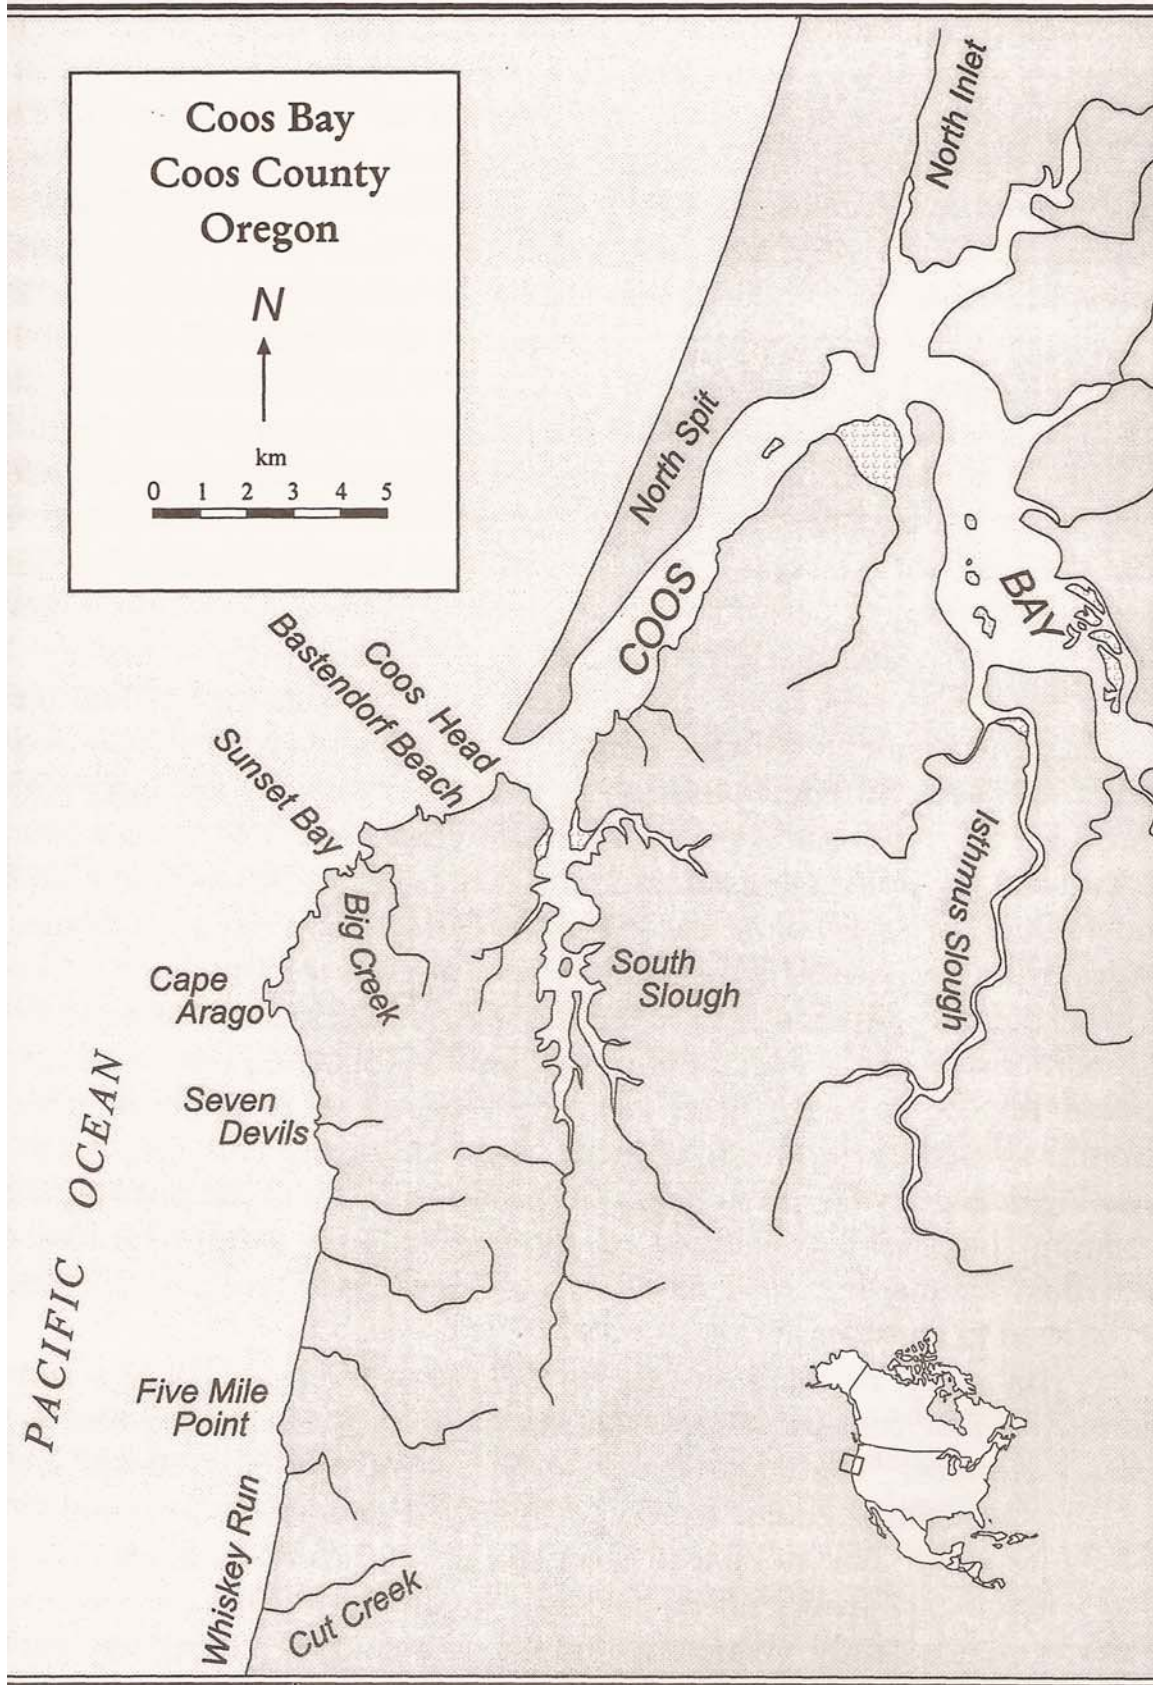 Coos Bay
Coos County
Oregon
N
km
0 1 2 3 4 5
North Inlet
North Spit
COOS
BAY
Coos Head
Bastendorf Beach
Sunset Bay
Big Creek
Cape
Arago
South
Slough
Isthmus Slough
Seven
Devils
PACIFIC OCEAN
Five Mile
Point
Whiskey Run
Cut Creek